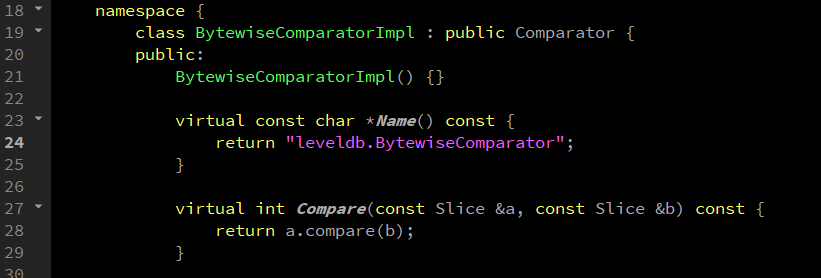 18 namespace {
19 class BytewiseComparatorImpl : public Comparator {
20 public:
21 BytewiseComparatorImpl() {}
22
23 virtual const char *Name() const {
24 return "leveldb.BytewiseComparator";
25 }
26
27 virtual int Compare(const Slice &a, const Slice &b) const {
28 return a.compare(b);
29 }
30